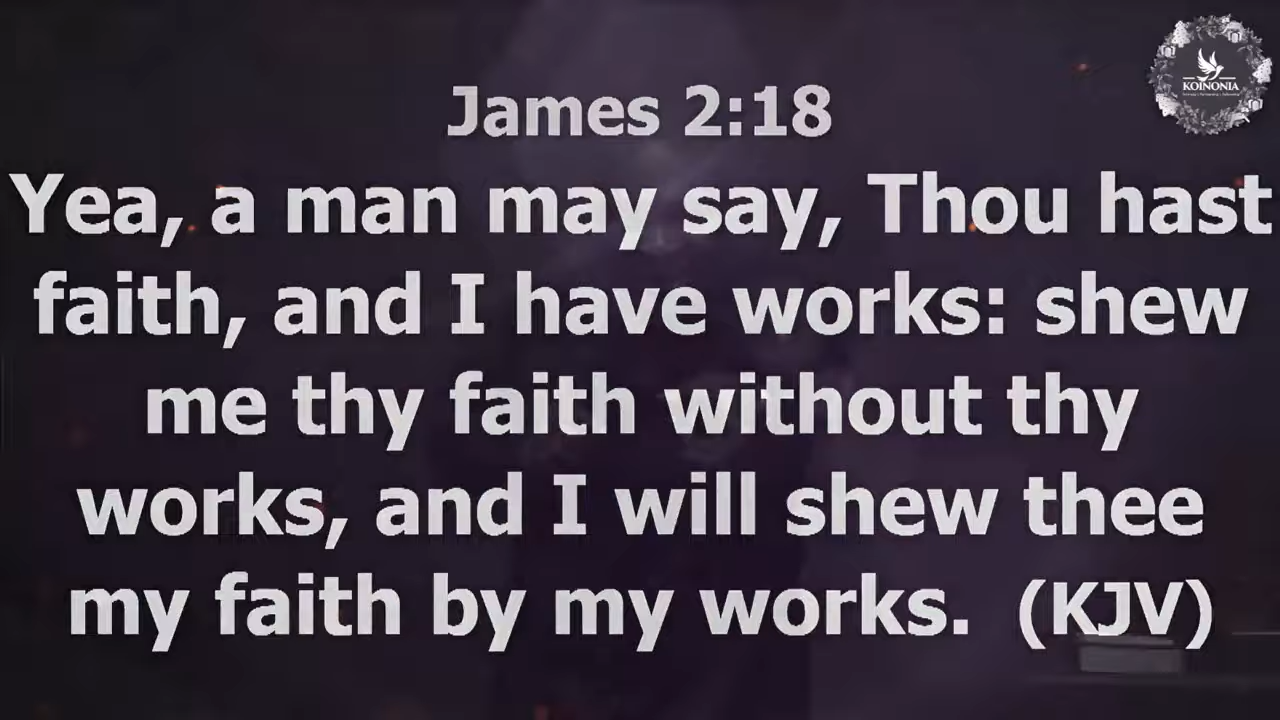 James 2:18
Yea, a man may say, Thou hast
faith, and I have works: shew
me thy faith without thy
works, and I will shew thee
my faith by my works.  (KJV)
KOINONIA